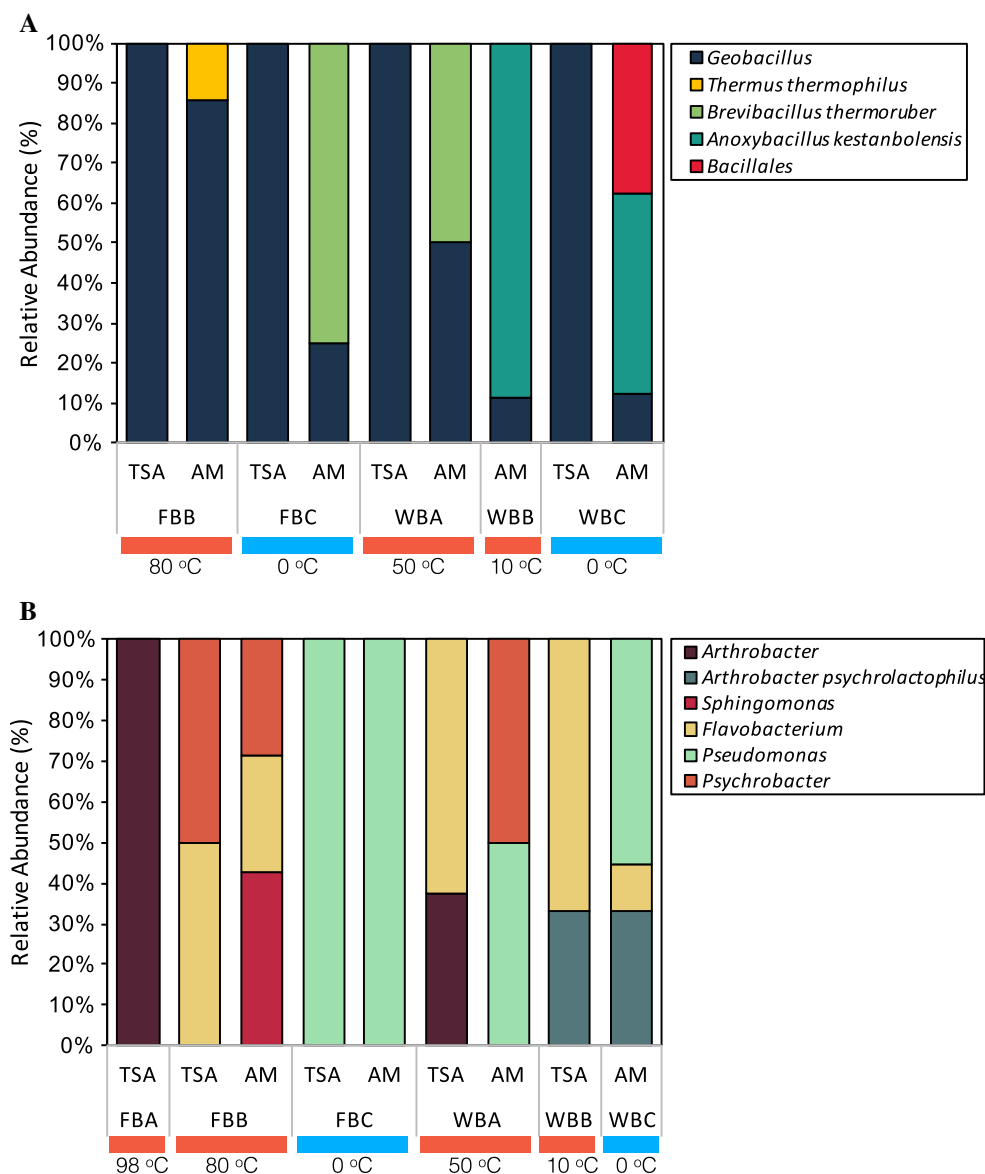 A
Relative Abundance (%)
100%
90%
80%
70%
60%
50%
40%
30%
20%
10%
0%
Geobacillus
Thermus thermophilus
Brevibacillus thermoruber
Anoxybacillus kestanbolensis
Bacillales
TSA AM TSA AM TSA AM AM TSA AM
FBB FBC WBA WBB WBC
80 °C 0 °C 50 °C 10 °C 0 °C
B
Relative Abundance (%)
100%
90%
80%
70%
60%
50%
40%
30%
20%
10%
0%
Arthrobacter
Arthrobacter psychrolactophilus
Sphingomonas
Flavobacterium
Pseudomonas
Psychrobacter
TSA TSA AM TSA AM TSA AM TSA AM
FBA FBB FBC WBA WBB WBC
98 °C 80 °C 0 °C 50 °C 10 °C 0 °C